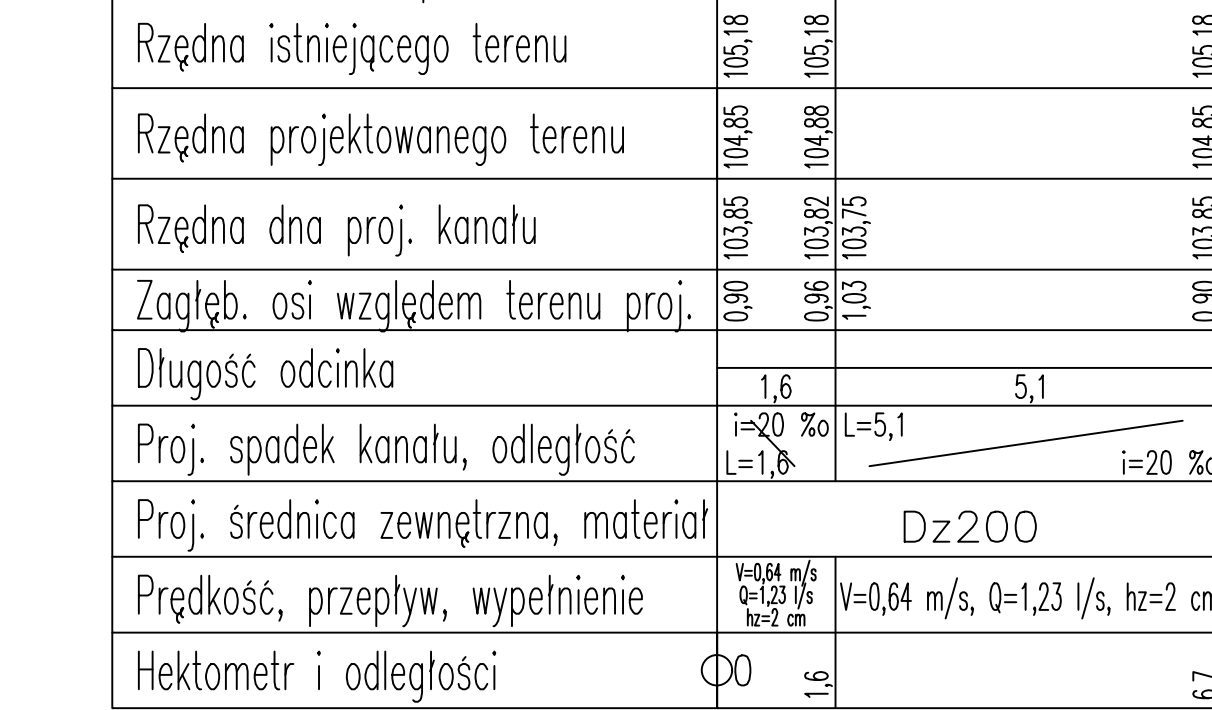 Rzędna istniejącego terenu 105,18 105,18 105,18
Rzędna projektowanego terenu 104,85 104,88 104,85
Rzędna dna proj. kanału 103,85 103,82 103,75 103,85
Zagłęb. osi względem terenu proj. 0,90 0,96 1,03 0,90
Długość odcinka 1,6 5,1
Proj. spadek kanału, odległość
i=20 ‰ L=5,1
L=1,6 i=20 ‰
Proj. średnica zewnętrzna, materiał Dz200
Prędkość, przepływ, wypełnienie
V=0,64 m/s
Q=1,23 l/s
hz=2 cm
V=0,64 m/s, Q=1,23 l/s, hz=2 cm
Hektometr i odległości 0 1,6 6,7